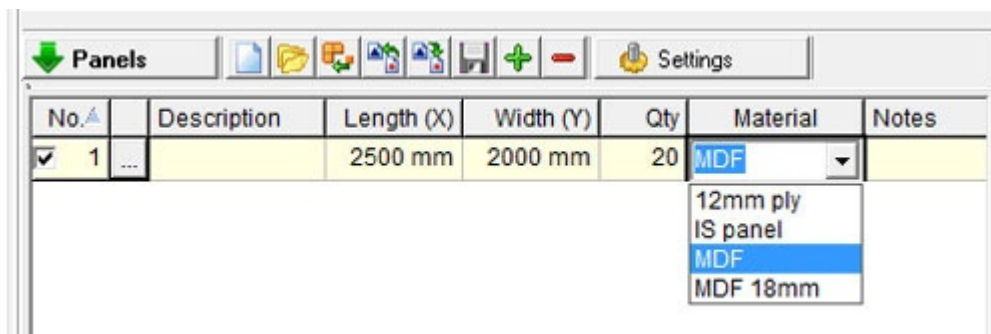 Panels Settings
No. Description Length (X) Width (Y) Qty Material Notes
1 ... 2500 mm 2000 mm 20 MDF
12mm ply
IS panel
MDF
MDF 18mm